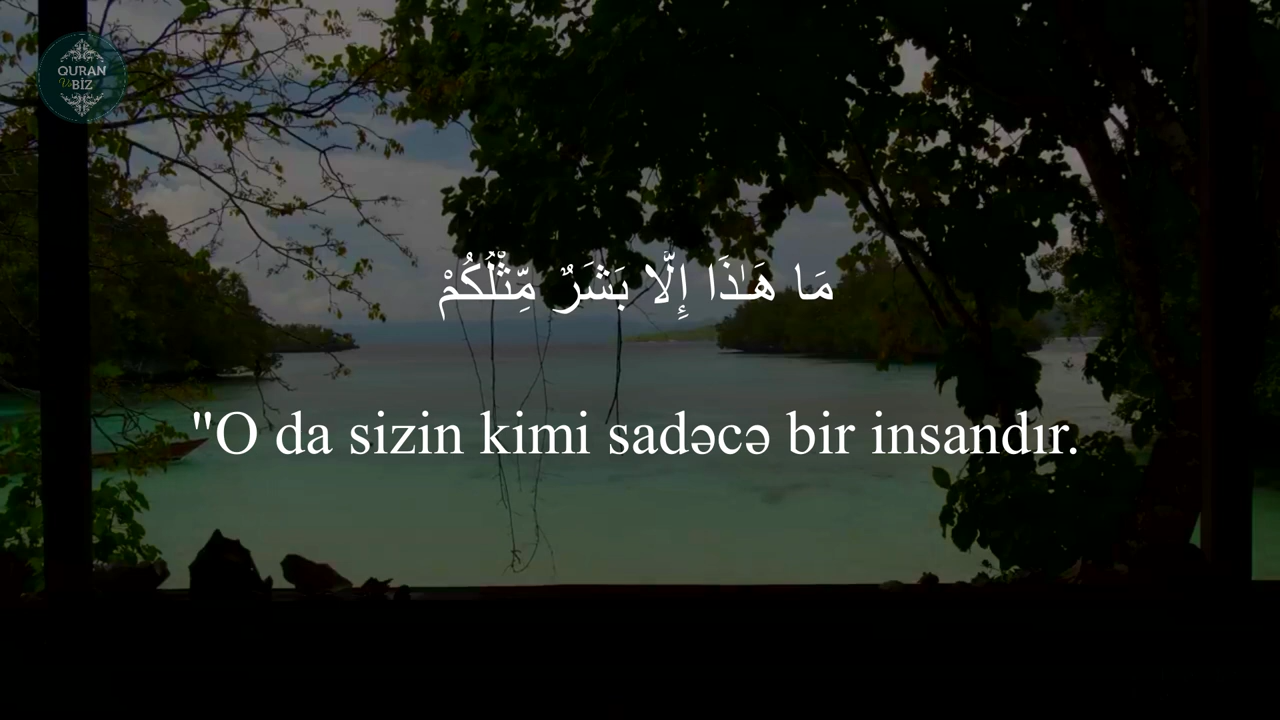 QURAN
Və BİZ
مَا هَـٰذَا إِلَّا بَشَرٌ مِّثْلُكُمْ
"O da sizin kimi sadəcə bir insandır.